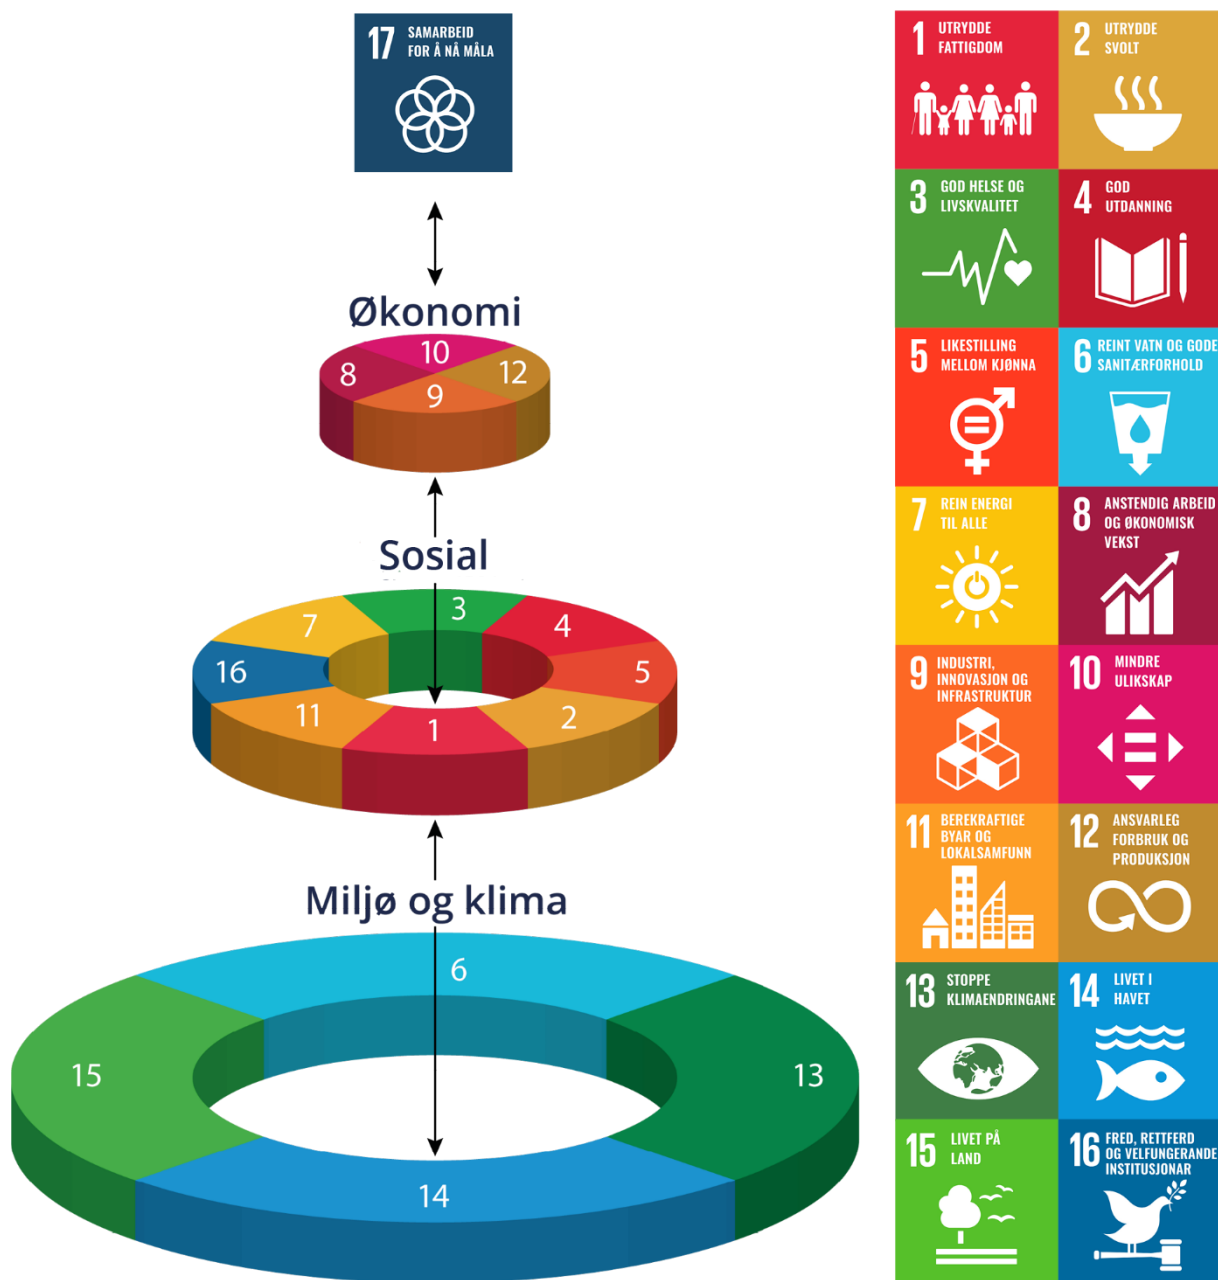 17 SAMARBEID
FOR Å NÅ MÅLA
Økonomi
10
8
12
9
Sosial
3
7
4
16
5
11
1
2
Miljø og klima
6
15
13
14
1 UTRYDDE
FATTIGDOM
2 UTRYDDE
SVOLT
3 GOD HELSE OG
LIVSKVALITET
4 GOD
UTDANNING
5 LIKESTILLING
MELLOM KJØNNA
6 REINT VATN OG GODE
SANITÆRFORHOLD
7 REIN ENERGI
TIL ALLE
8 ANSTENDIG ARBEID
OG ØKONOMISK
VEKST
9 INDUSTRI,
INNOVASJON OG
INFRASTRUKTUR
10 MINDRE
ULIKSKAP
11 BEREKRAFTIGE
BYAR OG
LOKALSAMFUNN
12 ANSVARLEG
FORBRUK OG
PRODUKSJON
13 STOPPE
KLIMAENDRINGANE
14 LIVET I
HAVET
15 LIVET PÅ
LAND
16 FRED, RETTFERD
OG VELFUNGERANDE
INSTITUSJONAR